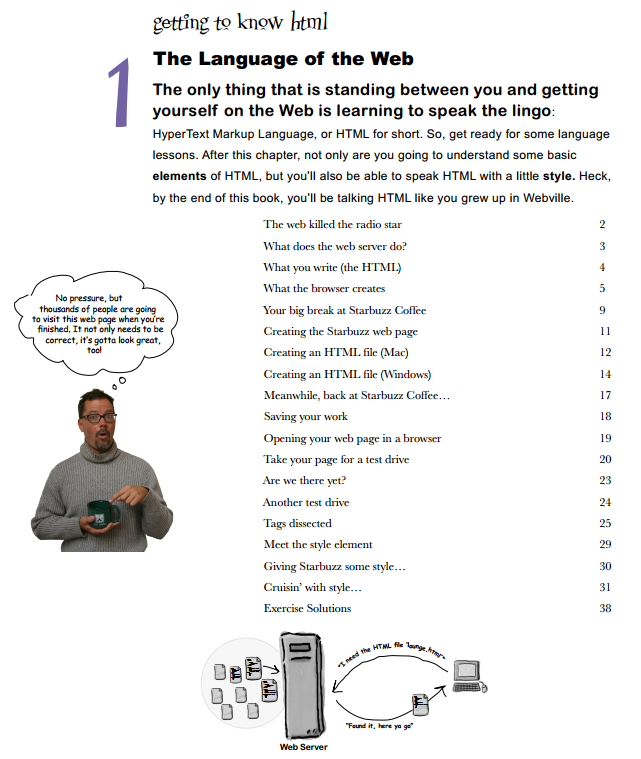 getting to know html
1
The Language of the Web
The only thing that is standing between you and getting
yourself on the Web is learning to speak the lingo:
HyperText Markup Language, or HTML for short. So, get ready for some language
lessons. After this chapter, not only are you going to understand some basic
elements of HTML, but you'll also be able to speak HTML with a little style. Heck,
by the end of this book, you'll be talking HTML like you grew up in Webville.
The web killed the radio star 2
What does the web server do? 3
What you write (the HTML) 4
What the browser creates 5
Your big break at Starbuzz Coffee 9
Creating the Starbuzz web page 11
Creating an HTML file (Mac) 12
Creating an HTML file (Windows) 14
Meanwhile, back at Starbuzz Coffee… 17
Saving your work 18
Opening your web page in a browser 19
Take your page for a test drive 20
Are we there yet? 23
Another test drive 24
Tags dissected 25
Meet the style element 29
Giving Starbuzz some style… 30
Cruisin' with style… 31
Exercise Solutions 38
No pressure, but
thousands of people are going
to visit this web page when you're
finished. It not only needs to be
correct, it's gotta look great,
too!
"I need the HTML file 'lounge.html'"
"Found it, here ya go"
Web Server